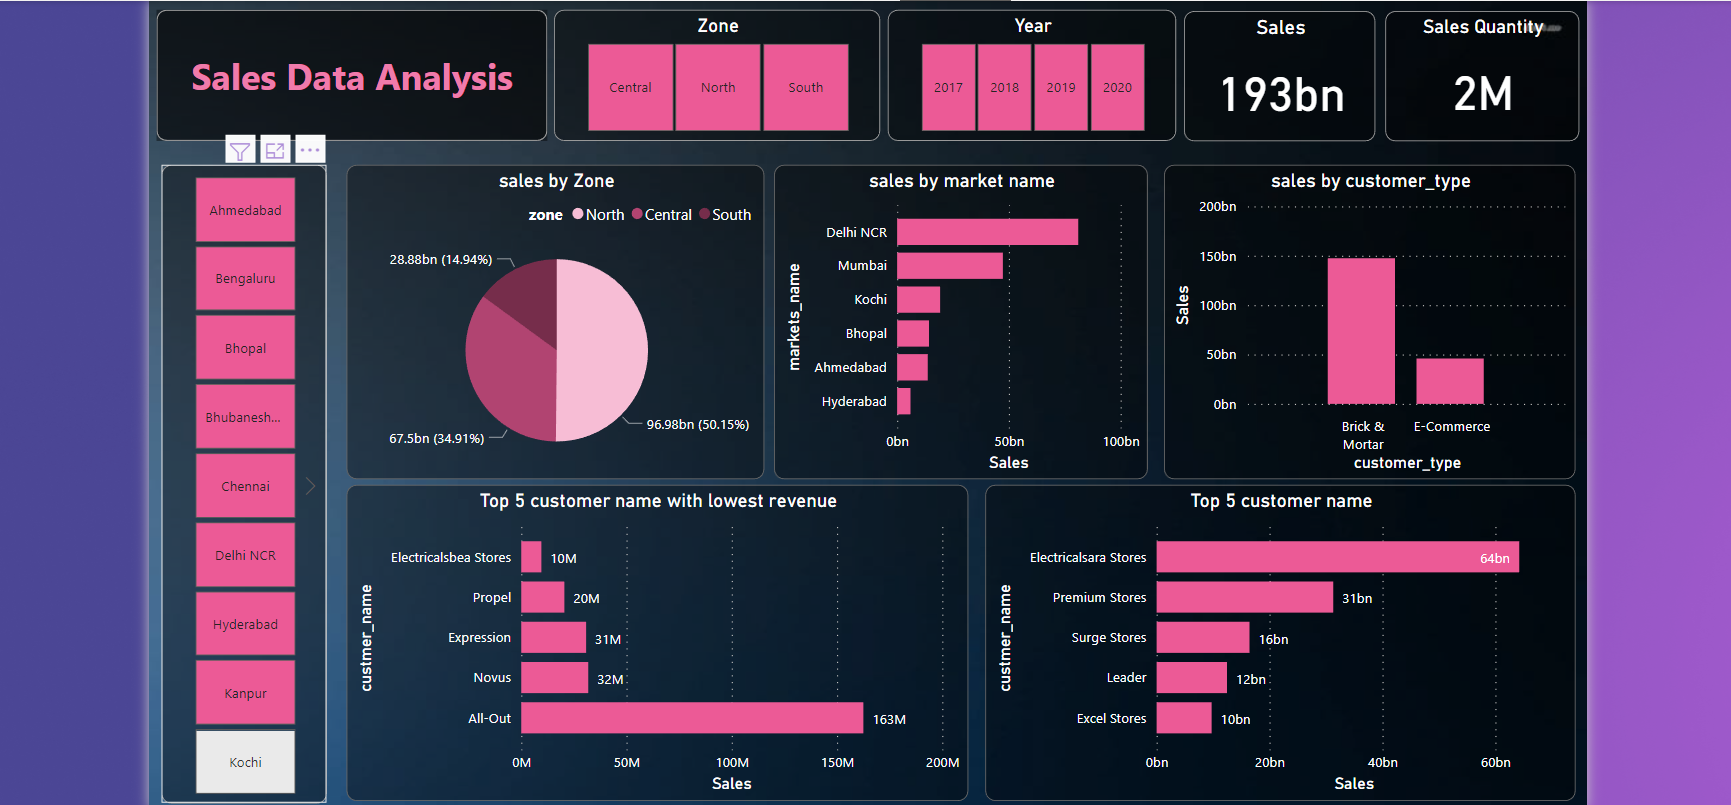 Sales Data Analysis
Zone
Central North South
Year
2017 2018 2019 2020
Sales
193bn
Sales Quantity
2M
Ahmedabad
Bengaluru
Bhopal
Bhubanesh...
Chennai
Delhi NCR
Hyderabad
Kanpur
Kochi
sales by Zone
zone North Central South
28.88bn (14.94%)
67.5bn (34.91%)
96.98bn (50.15%)
sales by market name
markets_name
Delhi NCR
Mumbai
Kochi
Bhopal
Ahmedabad
Hyderabad
0bn 50bn 100bn
Sales
sales by customer_type
Sales
200bn
150bn
100bn
50bn
0bn
Brick &
Mortar
E-Commerce
customer_type
Top 5 customer name with lowest revenue
custmer_name
Electricalsbea Stores 10M
Propel 20M
Expression 31M
Novus 32M
All-Out 163M
0M 50M 100M 150M 200M
Sales
Top 5 customer name
custmer_name
Electricalsara Stores 64bn
Premium Stores 31bn
Surge Stores 16bn
Leader 12bn
Excel Stores 10bn
0bn 20bn 40bn 60bn
Sales